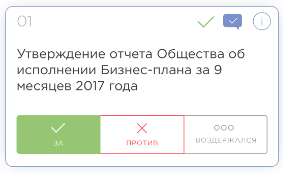 01
Утверждение отчета Общества об
исполнении Бизнес-плана за 9
месяцев 2017 года
ЗА ПРОТИВ ВОЗДЕРЖАЛСЯ